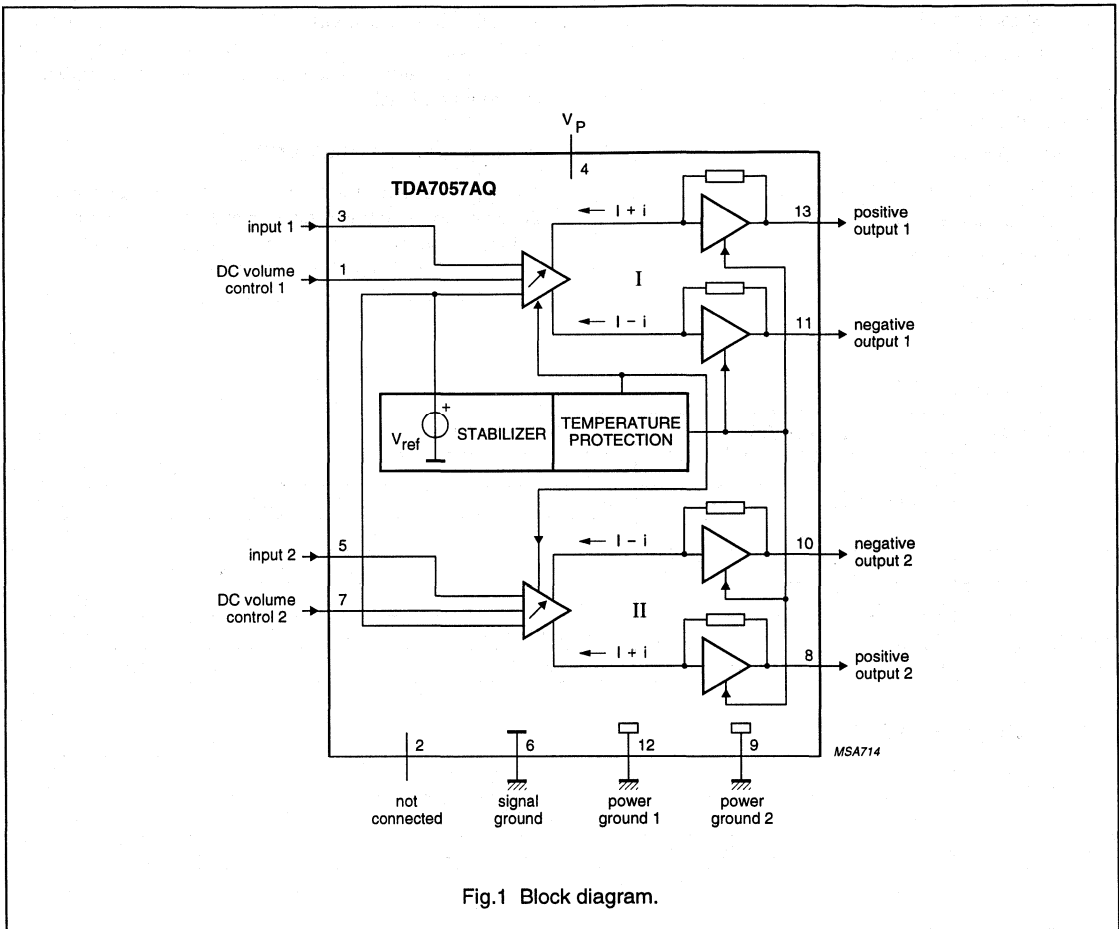 V P
4
TDA7057AQ
input 1
3
I + i
13
positive
output 1
DC volume
control 1
1
I
I − i
11
negative
output 1
Vref
+
STABILIZER
TEMPERATURE
PROTECTION
input 2
5
I − i
10
negative
output 2
DC volume
control 2
7
II
I + i
8
positive
output 2
2
6
12
9
MSA714
not
connected
signal
ground
power
ground 1
power
ground 2
Fig.1 Block diagram.